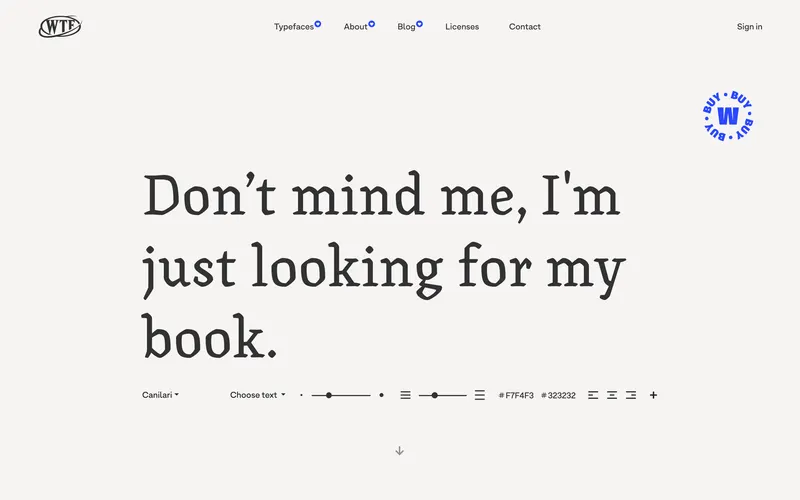 WTF
Typefaces About Blog Licenses Contact Sign in
BUY • BUY • BUY • BUY •
W
Don’t mind me, I'm
just looking for my
book.
Canilari Choose text #F7F4F3 #323232